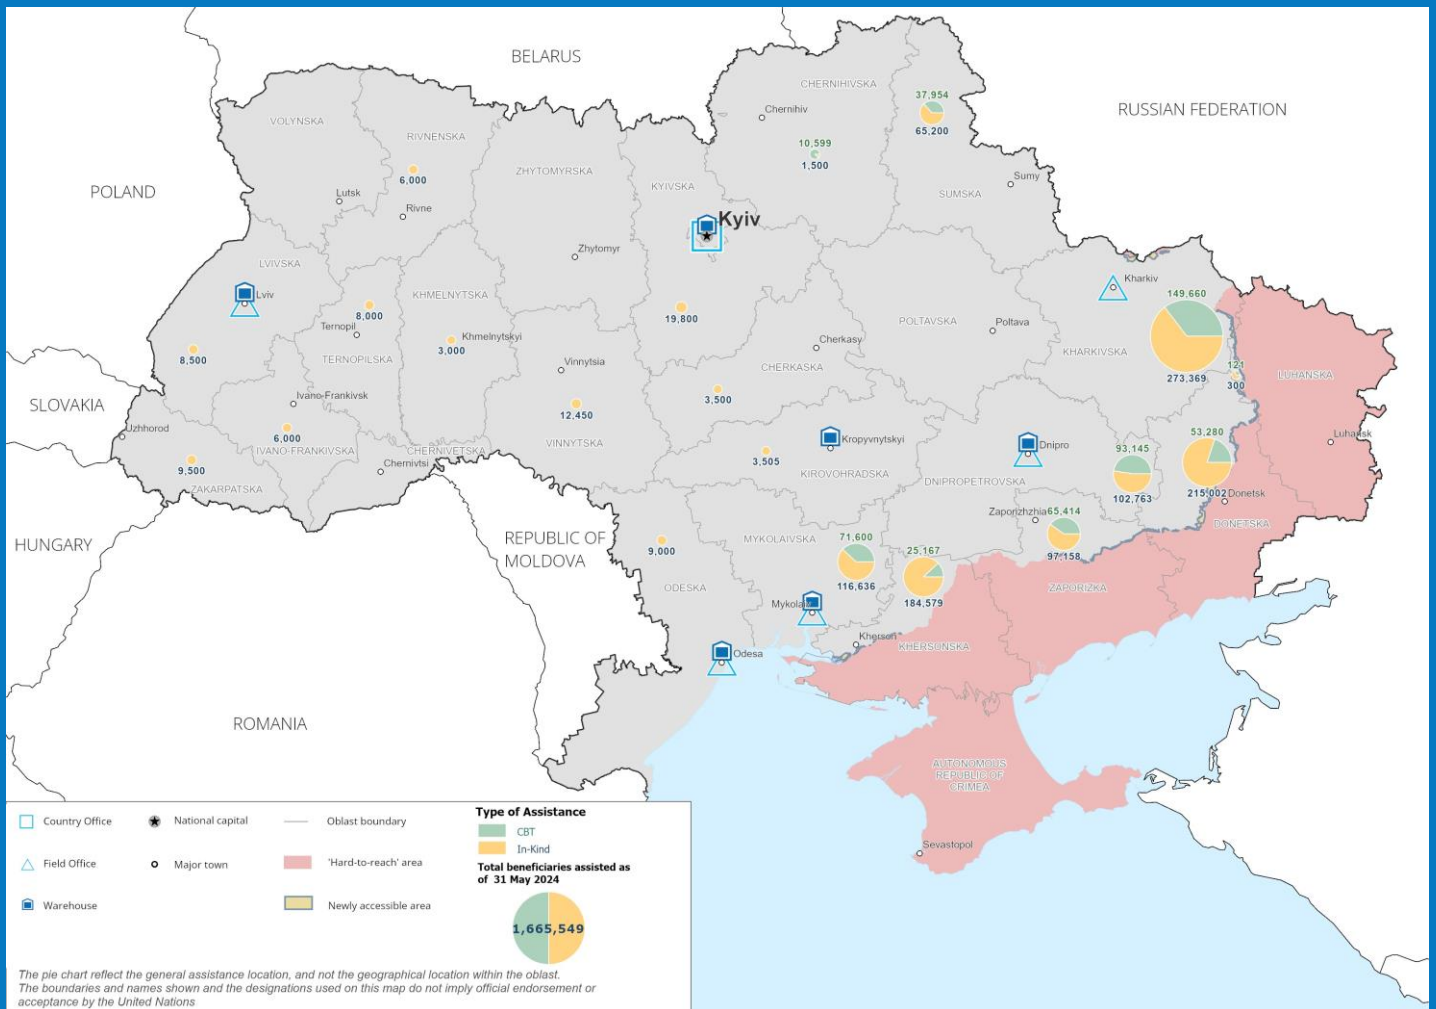 BELARUS
RUSSIAN FEDERATION
POLAND
SLOVAKIA
HUNGARY
ROMANIA
REPUBLIC OF
MOLDOVA
VOLYNSKA
Lutsk
RIVNENSKA
6,000
Rivne
ZHYTOMYRSKA
Zhytomyr
KYIVSKA
Kyiv
19,800
CHERNIHIVSKA
Chernihiv
10,599
1,500
37,954
65,200
SUMSKA
Sumy
LVIVSKA
Lviv
8,500
8,000
Ternopil
TERNOPILSKA
KHMELNYTSKA
Khmelnytskyi
3,000
Vinnytsia
12,450
VINNYTSKA
Cherkasy
CHERKASKA
3,500
POLTAVSKA
Poltava
Kharkiv
149,660
KHARKIVSKA
273,369
121
300
LUHANSKA
Luhansk
Ivano-Frankivsk
6,000
IVANO-FRANKIVSKA
Uzhhorod
9,500
ZAKARPATSKA
CHERNIVETSKA
Chernivtsi
3,505
Kropyvnytskyi
KIROVOHRADSKA
Dnipro
DNIPROPETROVSKA
93,145
102,763
53,280
215,002
Donetsk
DONETSKA
Zaporizhzhia
65,414
97,158
ZAPORIZKA
9,000
ODESKA
Odesa
MYKOLAIVSKA
71,600
116,636
Mykolaiv
25,167
184,579
Kherson
KHERSONSKA
AUTONOMOUS
REPUBLIC OF
CRIMEA
Sevastopol
Country Office
National capital
Oblast boundary
Field Office
Major town
'Hard-to-reach' area
Warehouse
Newly accessible area
Type of Assistance
CBT
In-Kind
Total beneficiaries assisted as
of 31 May 2024
1,665,549
The pie chart reflect the general assistance location, and not the geographical location within the oblast.
The boundaries and names shown and the designations used on this map do not imply official endorsement or
acceptance by the United Nations